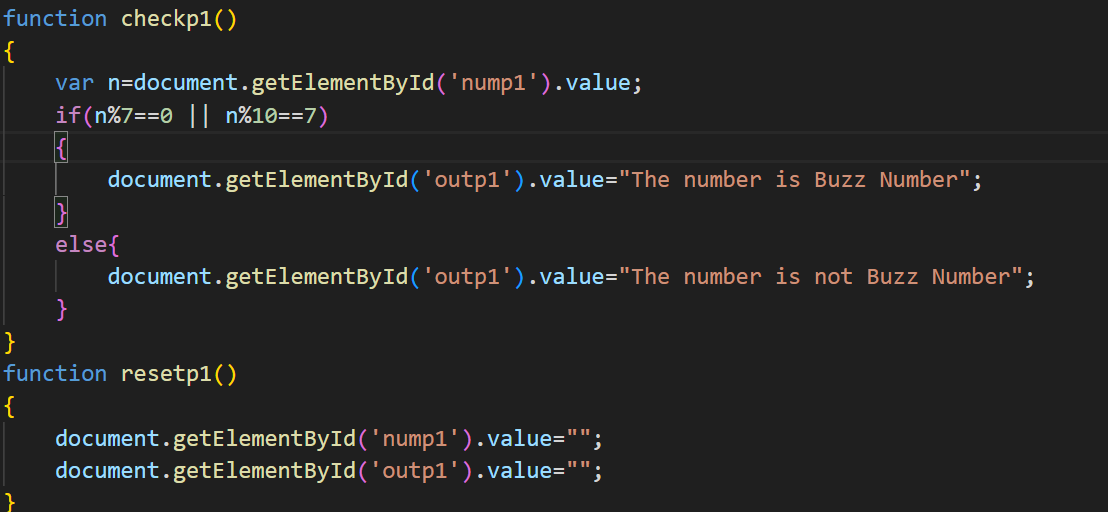 function checkp1()
{
    var n=document.getElementById('nump1').value;
    if(n%7==0 || n%10==7)
    {
        document.getElementById('outp1').value="The number is Buzz Number";
    }
    else{
        document.getElementById('outp1').value="The number is not Buzz Number";
    }
}
function resetp1()
{
    document.getElementById('nump1').value="";
    document.getElementById('outp1').value="";
}